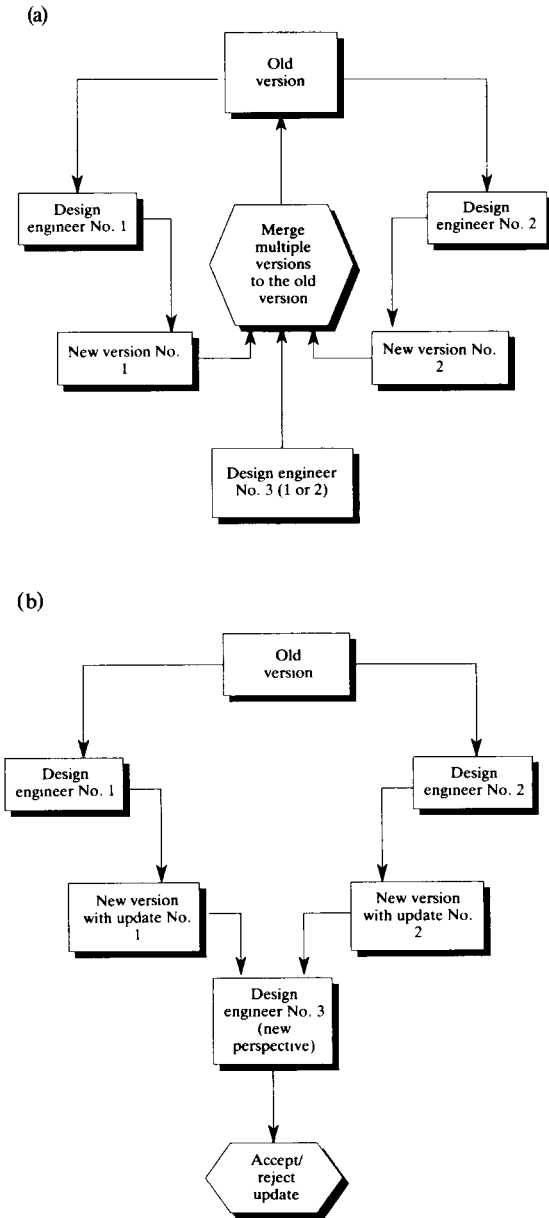 (a)
Old
version
Design
engineer No. 1
Design
engineer No. 2
Merge
multiple
versions
to the old
version
New version No.
1
New version No.
2
Design engineer
No. 3 (1 or 2)
(b)
Old
version
Design
engineer No. 1
Design
engineer No. 2
New version
with update No.
1
New version
with update No.
2
Design
engineer No. 3
(new
perspective)
Accept/
reject
update